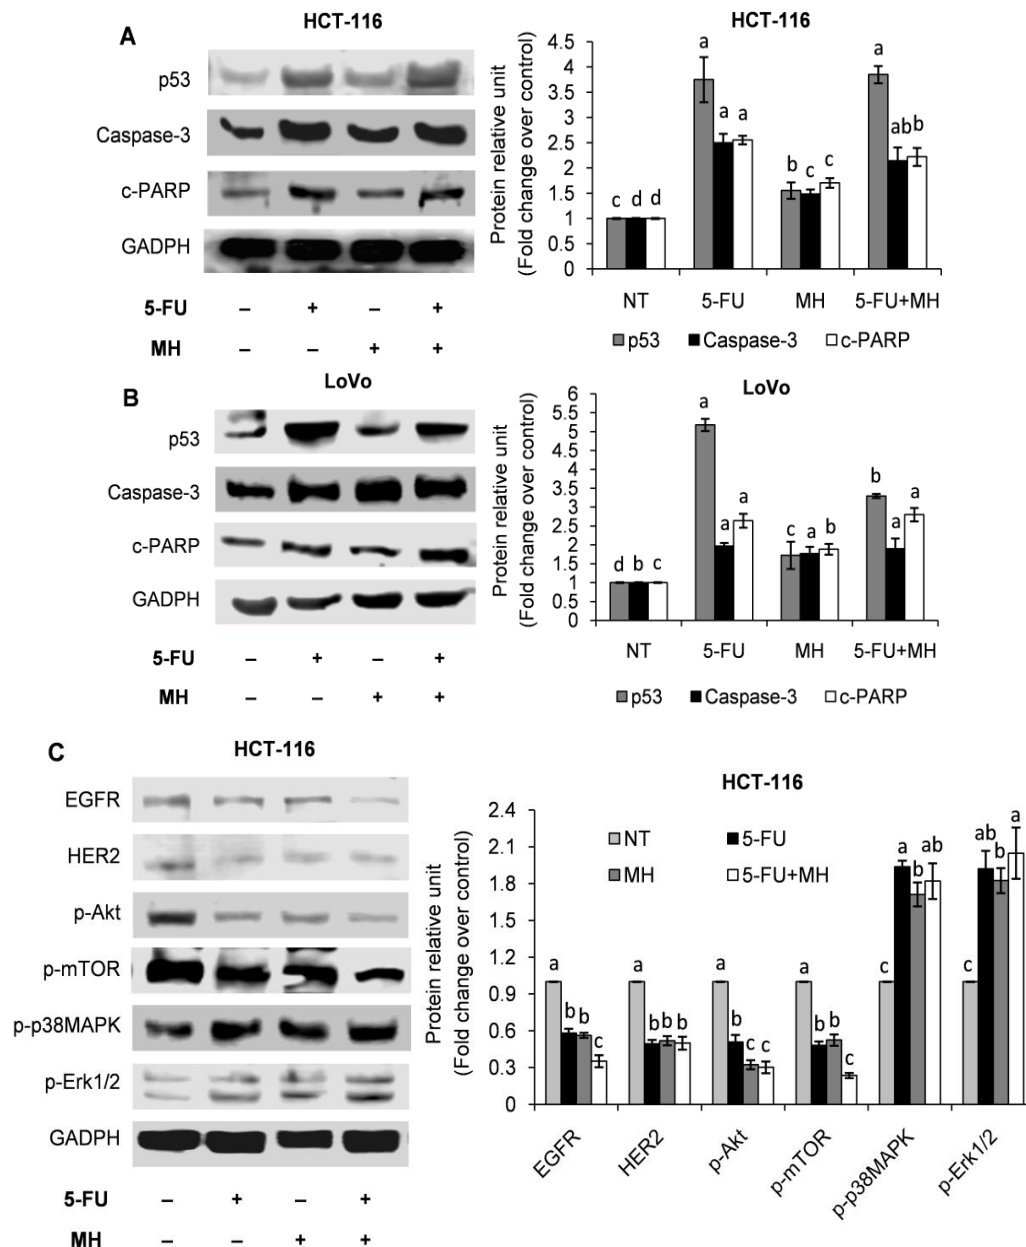 A
HCT-116
p53
Caspase-3
c-PARP
GADPH
5-FU – + – +
MH – – + +
HCT-116
Protein relative unit
(Fold change over control)
4.5
4
3.5
3
2.5
2
1.5
1
0.5
0
c d d
a a a
b c c
a ab b
NT 5-FU MH 5-FU+MH
p53 Caspase-3 c-PARP
B
LoVo
p53
Caspase-3
c-PARP
GADPH
5-FU – + – +
MH – – + +
LoVo
Protein relative unit
(Fold change over control)
6
5.5
5
4.5
4
3.5
3
2.5
2
1.5
1
0.5
0
d b c
a a a
c a b
b a a
NT 5-FU MH 5-FU+MH
p53 Caspase-3 c-PARP
C
HCT-116
EGFR
HER2
p-Akt
p-mTOR
p-p38MAPK
p-Erk1/2
GADPH
5-FU – + – +
MH – – + +
HCT-116
Protein relative unit
(Fold change over control)
2.4
2.1
1.8
1.5
1.2
0.9
0.6
0.3
0
NT 5-FU
MH 5-FU+MH
a b b c
a b b b
a b c c
a b b c
c a b ab
c ab b a
EGFR HER2 p-Akt p-mTOR p-p38MAPK p-Erk1/2